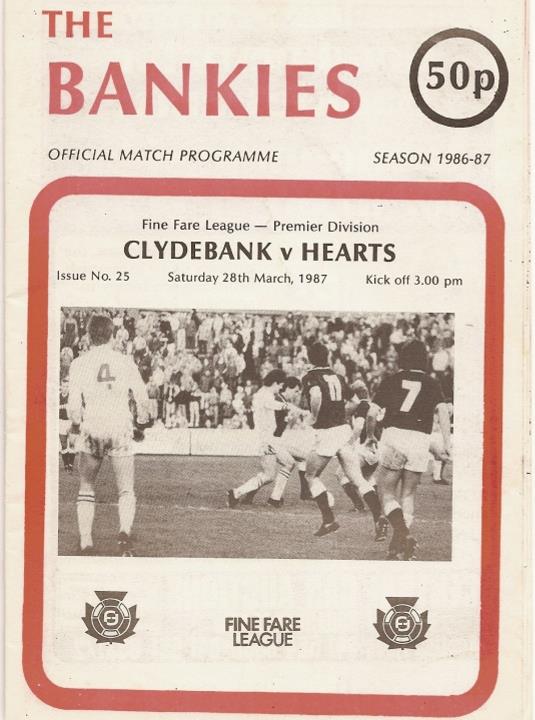 THE
BANKIES
50p
OFFICIAL MATCH PROGRAMME
SEASON 1986-87
Fine Fare League — Premier Division
CLYDEBANK v HEARTS
Issue No. 25
Saturday 28th March, 1987
Kick off 3.00 pm
4
11
7
FINE FARE
LEAGUE